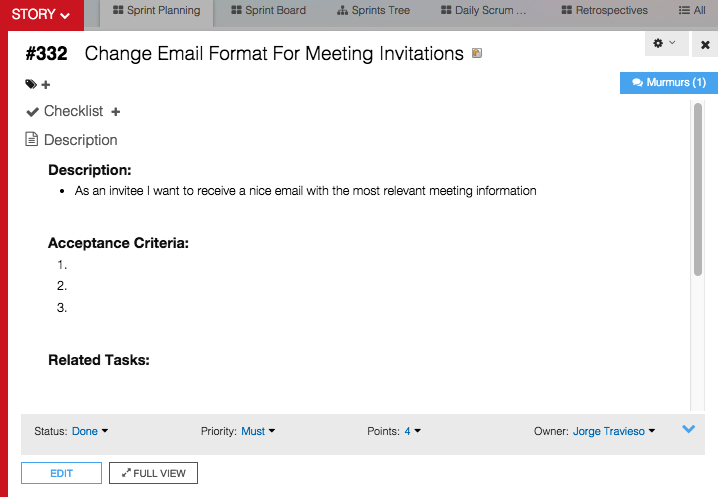 STORY
Sprint Planning
Sprint Board
Sprints Tree
Daily Scrum ...
Retrospectives
All
#332 Change Email Format For Meeting Invitations
Murmurs (1)
Checklist
Description
Description:
As an invitee I want to receive a nice email with the most relevant meeting information
Acceptance Criteria:
1.
2.
3.
Related Tasks:
Status: Done
Priority: Must
Points: 4
Owner: Jorge Travieso
EDIT
FULL VIEW